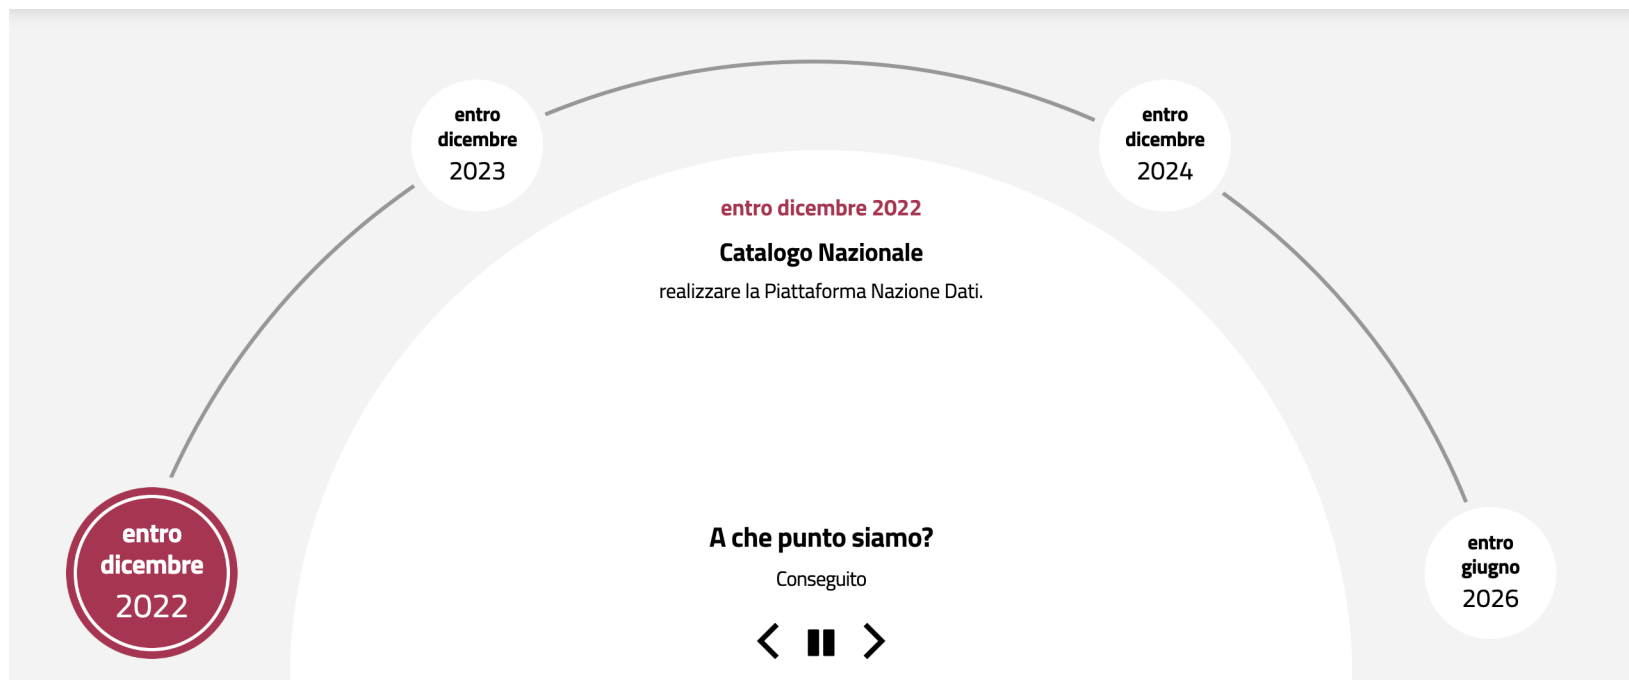 entro
dicembre
2023
entro
dicembre
2024
entro dicembre 2022
Catalogo Nazionale
realizzare la Piattaforma Nazione Dati.
entro
dicembre
2022
A che punto siamo?
Conseguito
entro
giugno
2026